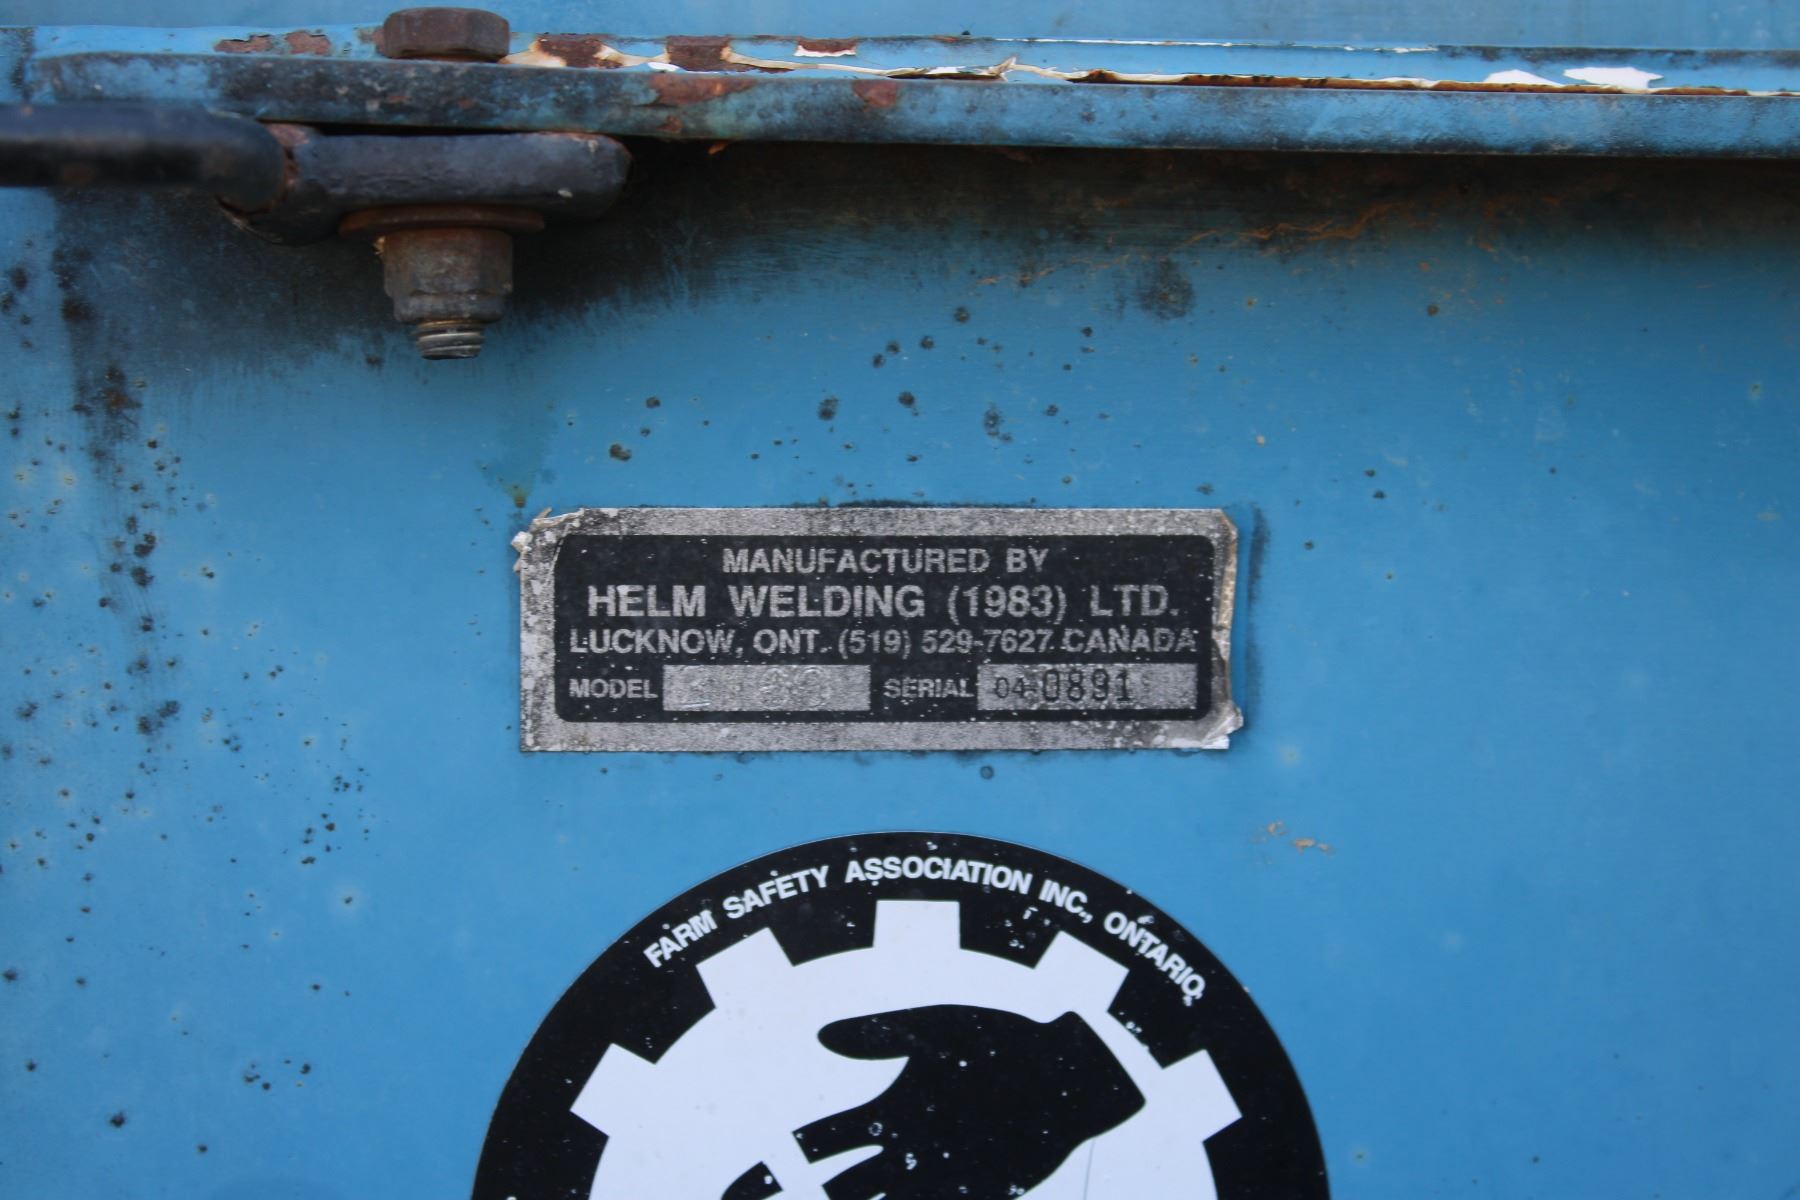 MANUFACTURED BY
HELM WELDING (1983) LTD.
LUCKNOW, ONT. (519) 529-7627 CANADA
MODEL SERIAL 04-0891
FARM SAFETY ASSOCIATION INC., ONTARIO,